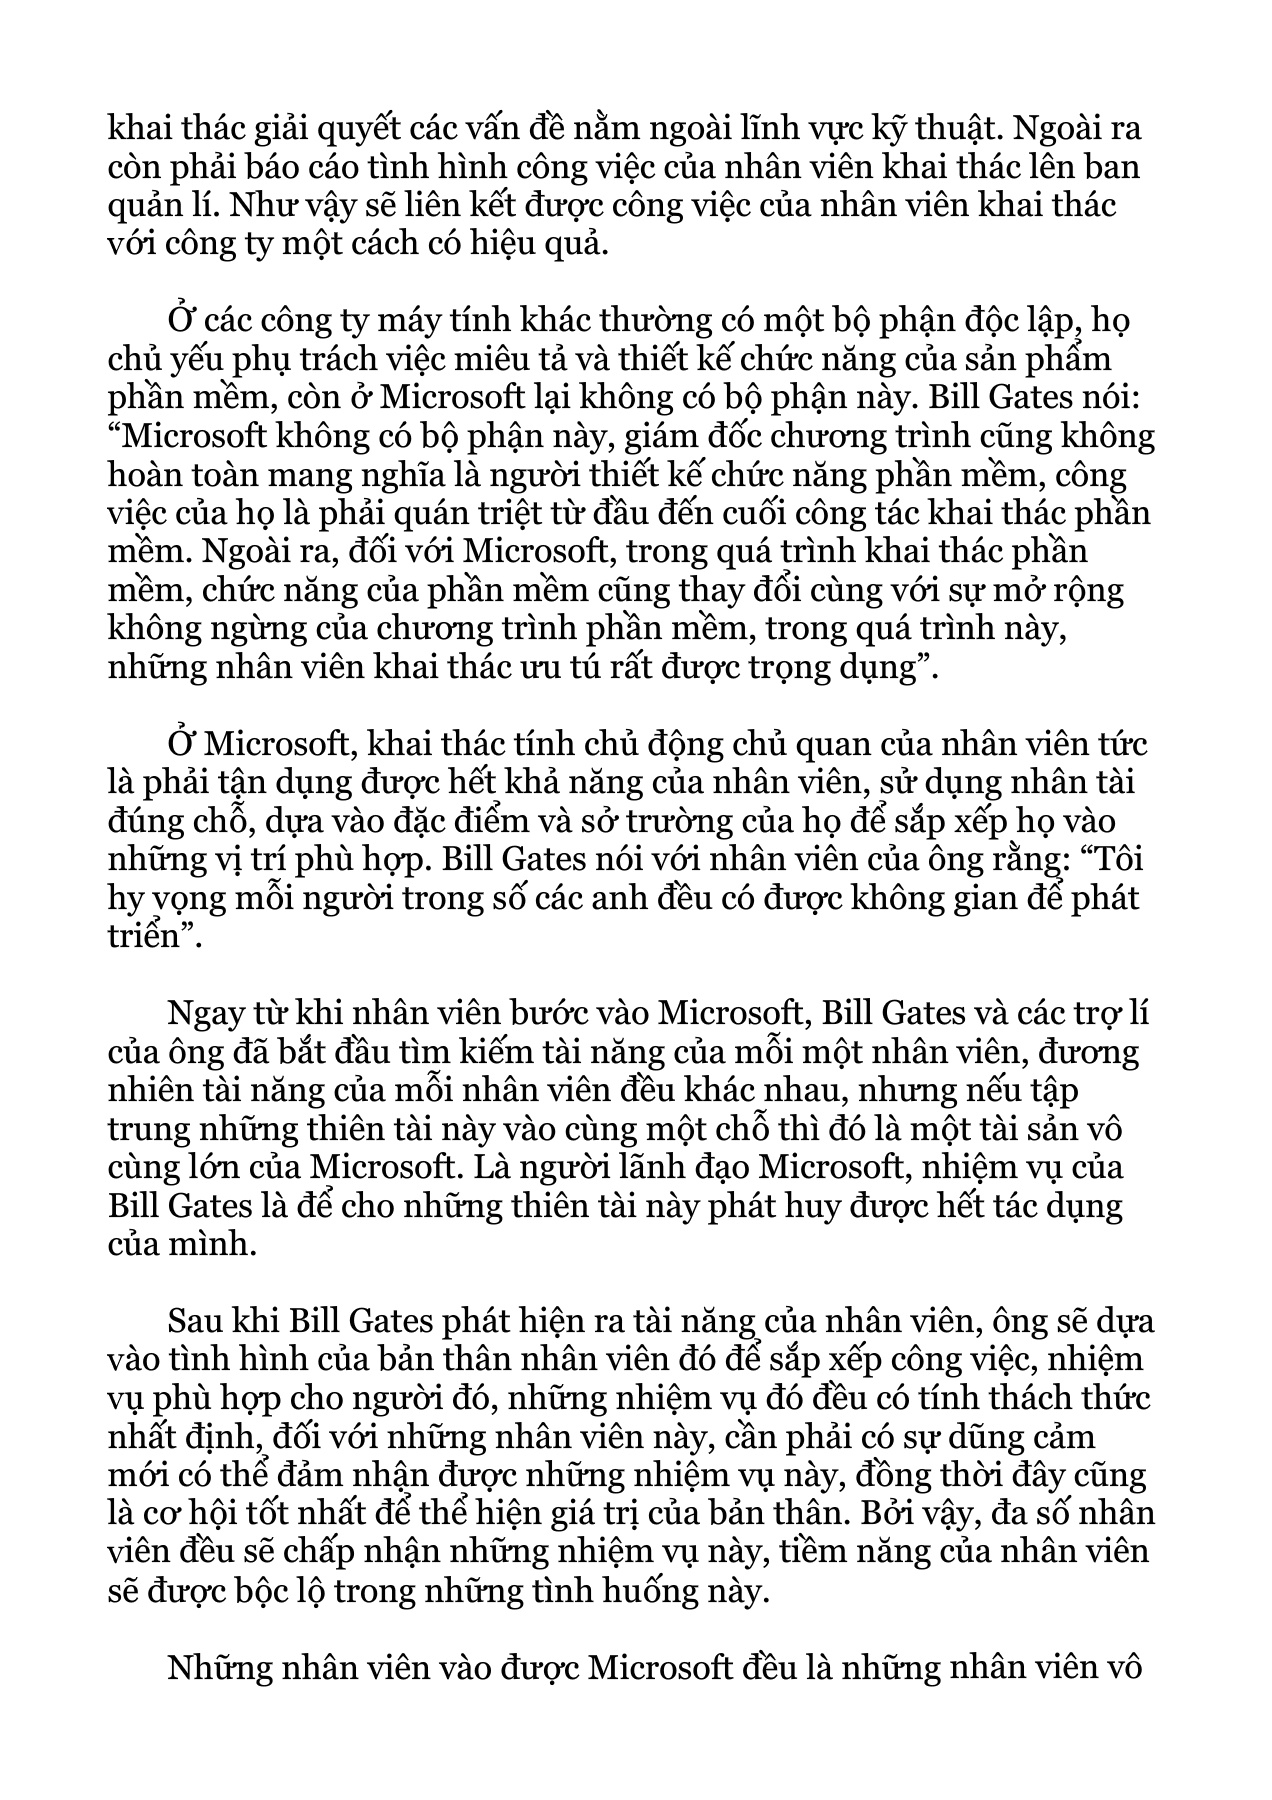 khai thác giải quyết các vấn đề nằm ngoài lĩnh vực kỹ thuật. Ngoài ra
còn phải báo cáo tình hình công việc của nhân viên khai thác lên ban
quản lí. Như vậy sẽ liên kết được công việc của nhân viên khai thác
với công ty một cách có hiệu quả.
Ở các công ty máy tính khác thường có một bộ phận độc lập, họ
chủ yếu phụ trách việc miêu tả và thiết kế chức năng của sản phẩm
phần mềm, còn ở Microsoft lại không có bộ phận này. Bill Gates nói:
“Microsoft không có bộ phận này, giám đốc chương trình cũng không
hoàn toàn mang nghĩa là người thiết kế chức năng phần mềm, công
việc của họ là phải quán triệt từ đầu đến cuối công tác khai thác phần
mềm. Ngoài ra, đối với Microsoft, trong quá trình khai thác phần
mềm, chức năng của phần mềm cũng thay đổi cùng với sự mở rộng
không ngừng của chương trình phần mềm, trong quá trình này,
những nhân viên khai thác ưu tú rất được trọng dụng”.
Ở Microsoft, khai thác tính chủ động chủ quan của nhân viên tức
là phải tận dụng được hết khả năng của nhân viên, sử dụng nhân tài
đúng chỗ, dựa vào đặc điểm và sở trường của họ để sắp xếp họ vào
những vị trí phù hợp. Bill Gates nói với nhân viên của ông rằng: “Tôi
hy vọng mỗi người trong số các anh đều có được không gian để phát
triển”.
Ngay từ khi nhân viên bước vào Microsoft, Bill Gates và các trợ lí
của ông đã bắt đầu tìm kiếm tài năng của mỗi một nhân viên, đương
nhiên tài năng của mỗi nhân viên đều khác nhau, nhưng nếu tập
trung những thiên tài này vào cùng một chỗ thì đó là một tài sản vô
cùng lớn của Microsoft. Là người lãnh đạo Microsoft, nhiệm vụ của
Bill Gates là để cho những thiên tài này phát huy được hết tác dụng
của mình.
Sau khi Bill Gates phát hiện ra tài năng của nhân viên, ông sẽ dựa
vào tình hình của bản thân nhân viên đó để sắp xếp công việc, nhiệm
vụ phù hợp cho người đó, những nhiệm vụ đó đều có tính thách thức
nhất định, đối với những nhân viên này, cần phải có sự dũng cảm
mới có thể đảm nhận được những nhiệm vụ này, đồng thời đây cũng
là cơ hội tốt nhất để thể hiện giá trị của bản thân. Bởi vậy, đa số nhân
viên đều sẽ chấp nhận những nhiệm vụ này, tiềm năng của nhân viên
sẽ được bộc lộ trong những tình huống này.
Những nhân viên vào được Microsoft đều là những nhân viên vô